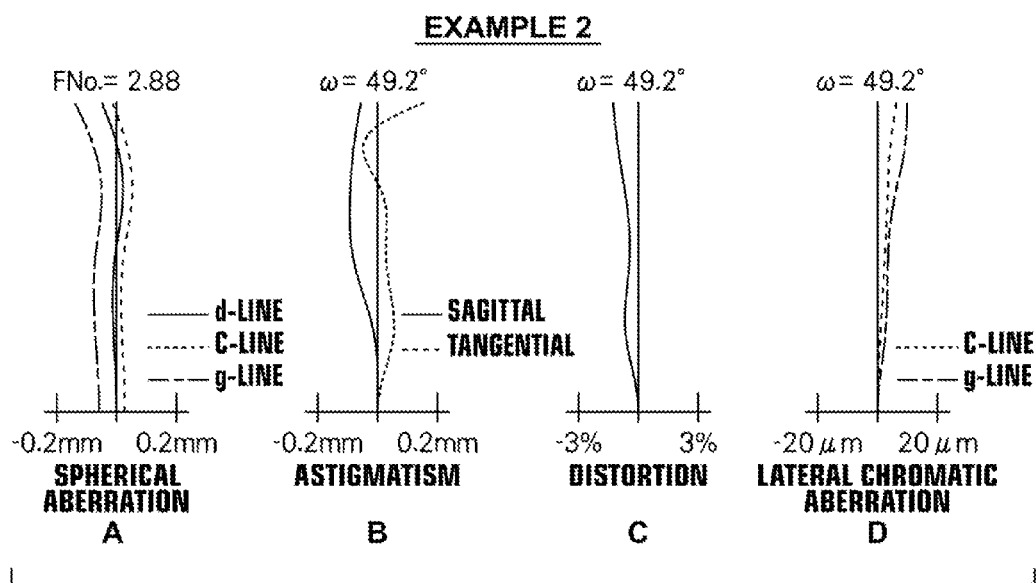 EXAMPLE 2
FNo.= 2.88
ω= 49.2°
ω= 49.2°
ω= 49.2°
d-LINE
C-LINE
g-LINE
SAGITTAL
TANGENTIAL
C-LINE
g-LINE
-0.2mm 0.2mm
-0.2mm 0.2mm
-3% 3%
-20 μm 20 μm
SPHERICAL
ABERRATION
ASTIGMATISM
DISTORTION
LATERAL CHROMATIC
ABERRATION
A
B
C
D